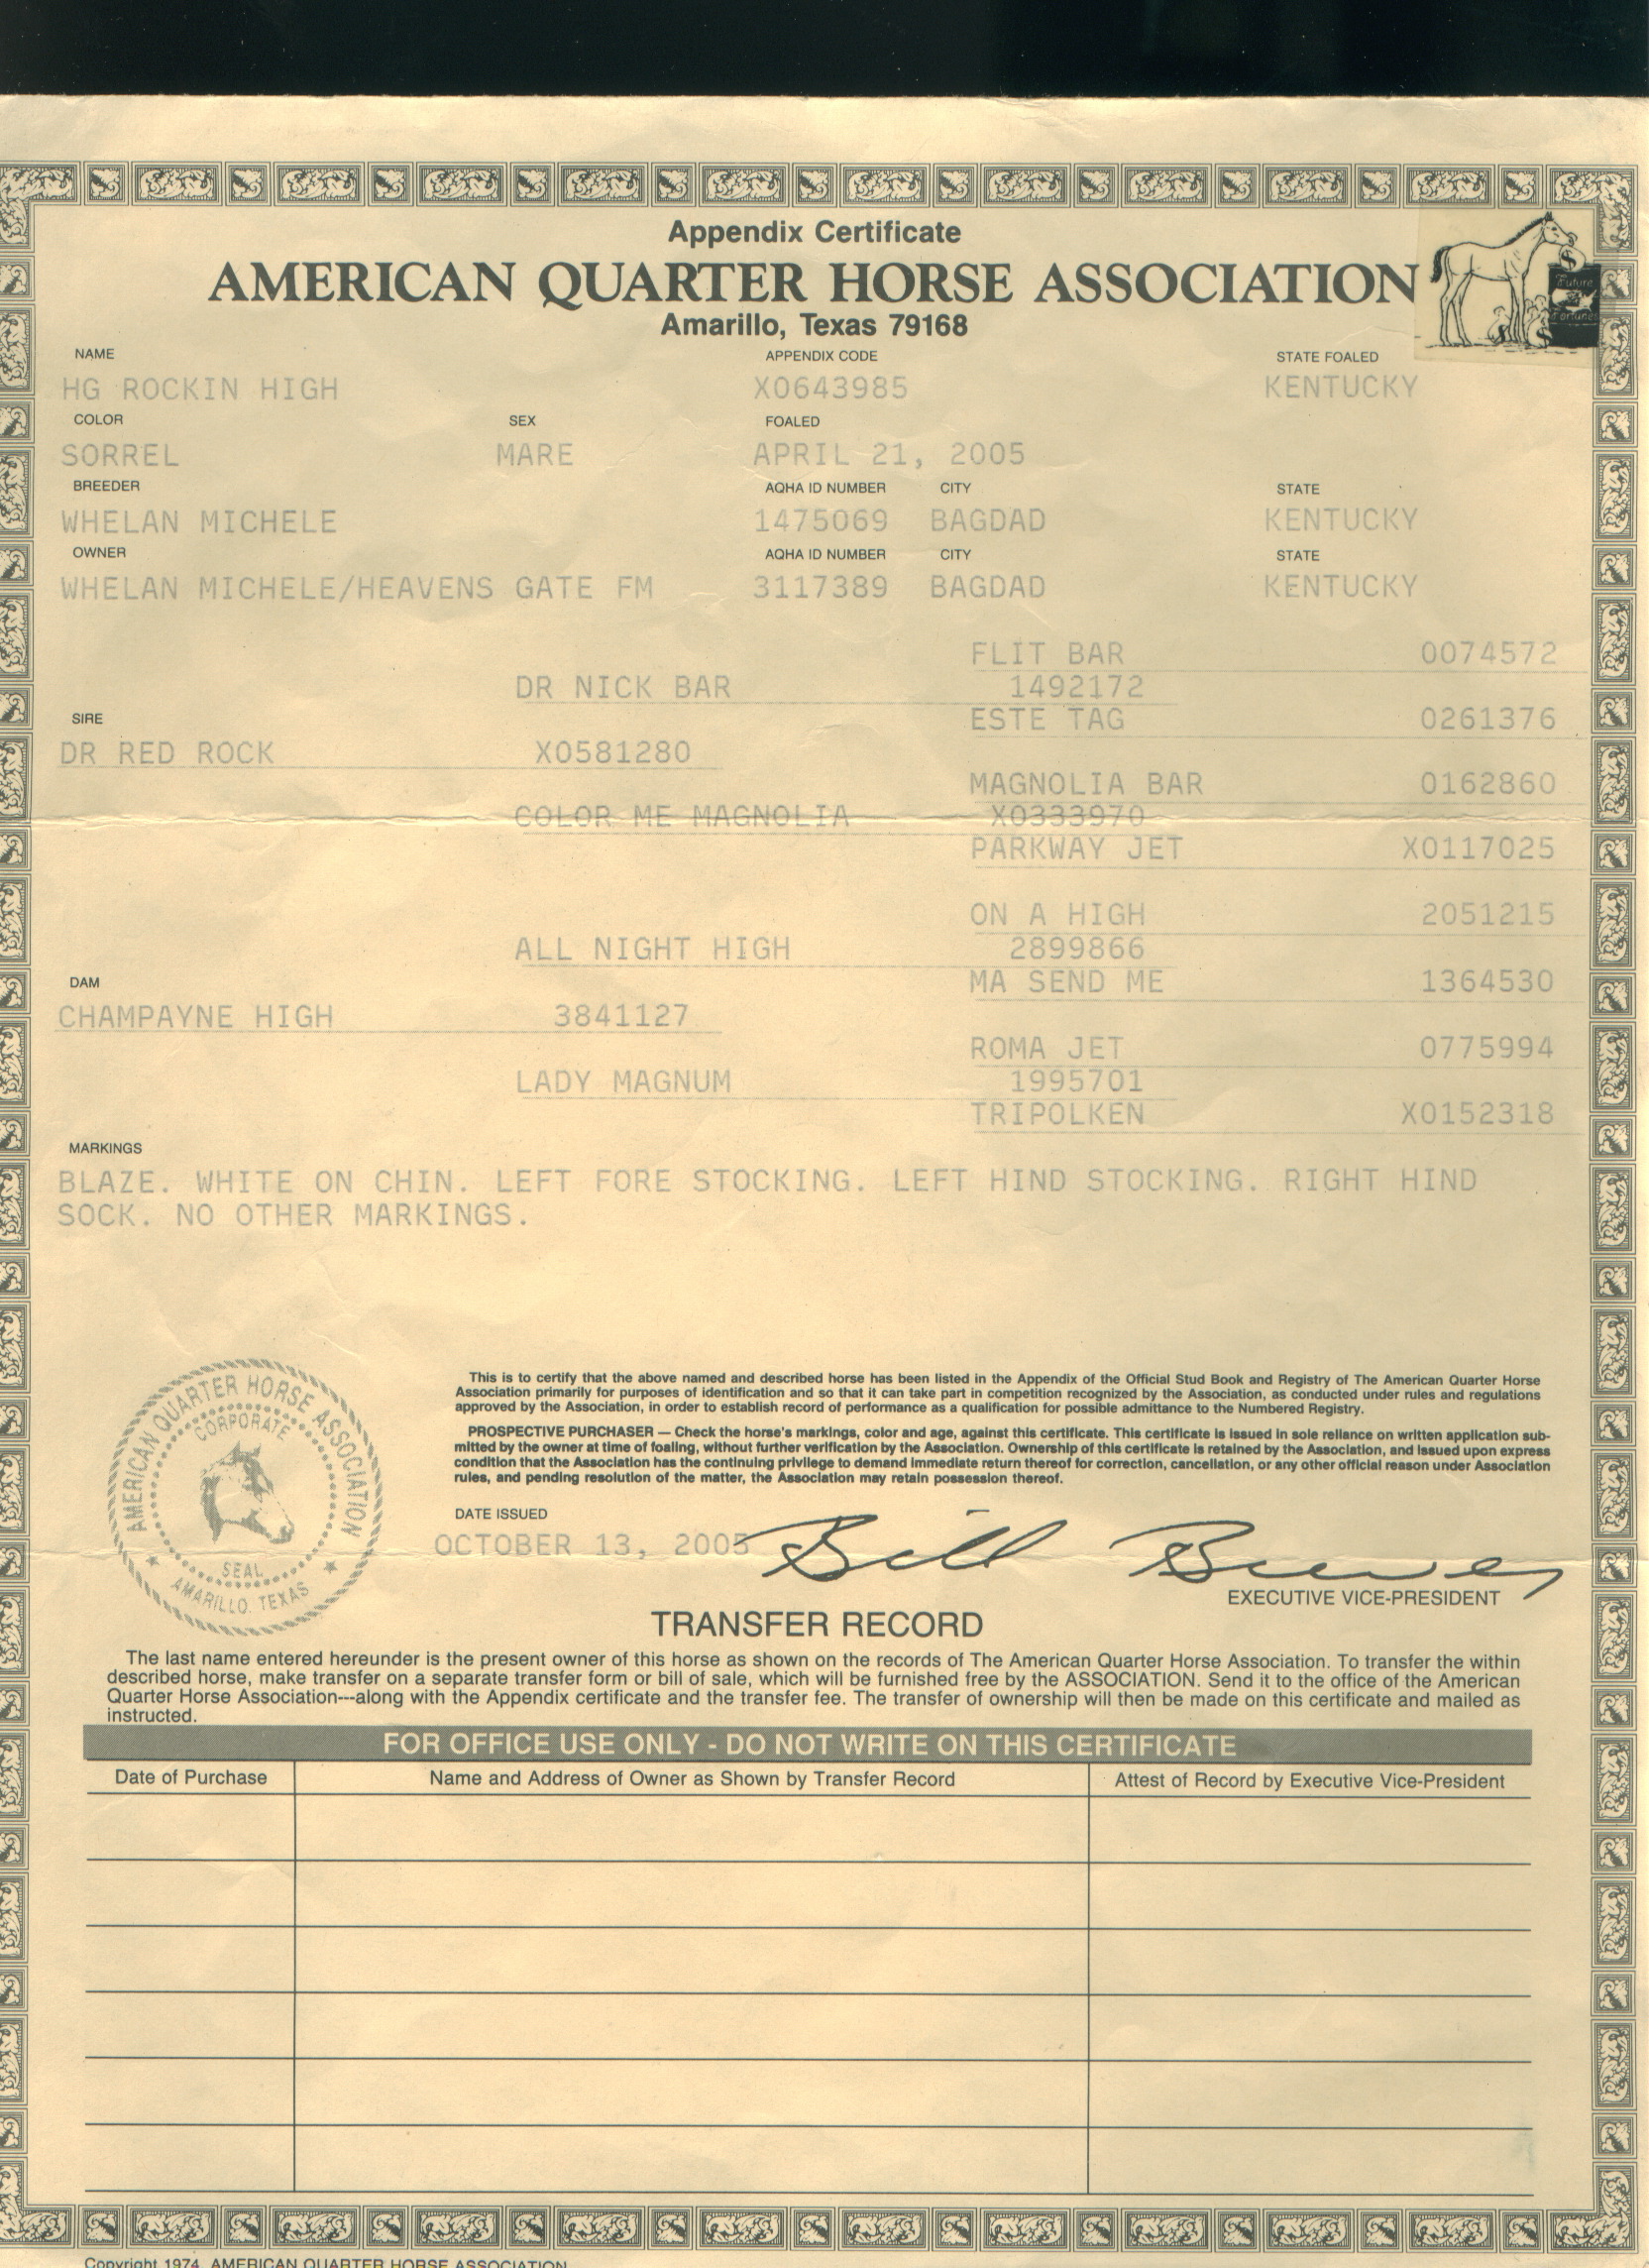 Appendix Certificate
AMERICAN QUARTER HORSE ASSOCIATION
Amarillo, Texas 79168
Future
Fortunes
NAME APPENDIX CODE STATE FOALED
HG ROCKIN HIGH X0643985 KENTUCKY
COLOR SEX FOALED
SORREL MARE APRIL 21, 2005
BREEDER AQHA ID NUMBER CITY STATE
WHELAN MICHELE 1475069 BAGDAD KENTUCKY
OWNER AQHA ID NUMBER CITY STATE
WHELAN MICHELE/HEAVENS GATE FM 3117389 BAGDAD KENTUCKY
FLIT BAR 0074572
DR NICK BAR 1492172
SIRE ESTE TAG 0261376
DR RED ROCK X0581280
MAGNOLIA BAR 0162860
COLOR ME MAGNOLIA X0333970
PARKWAY JET X0117025
ON A HIGH 2051215
ALL NIGHT HIGH 2899866
DAM MA SEND ME 1364530
CHAMPAYNE HIGH 3841127
ROMA JET 0775994
LADY MAGNUM 1995701
TRIPOLKEN X0152318
MARKINGS
BLAZE. WHITE ON CHIN. LEFT FORE STOCKING. LEFT HIND STOCKING. RIGHT HIND
SOCK. NO OTHER MARKINGS.
This is to certify that the above named and described horse has been listed in the Appendix of the Official Stud Book and Registry of The American Quarter Horse
Association primarily for purposes of identification and so that it can take part in competition recognized by the Association, as conducted under rules and regulations
approved by the Association, in order to establish record of performance as a qualification for possible admittance to the Numbered Registry.
PROSPECTIVE PURCHASER — Check the horse's markings, color and age, against this certificate. This certificate is issued in sole reliance on written application sub-
mitted by the owner at time of foaling, without further verification by the Association. Ownership of this certificate is retained by the Association, and issued upon express
condition that the Association has the continuing privilege to demand immediate return thereof for correction, cancellation, or any other official reason under Association
rules, and pending resolution of the matter, the Association may retain possession thereof.
AMERICAN QUARTER HORSE ASSOCIATION
CORPORATE
SEAL
AMARILLO, TEXAS
DATE ISSUED
OCTOBER 13, 2005 Bill Brewer
EXECUTIVE VICE-PRESIDENT
TRANSFER RECORD
The last name entered hereunder is the present owner of this horse as shown on the records of The American Quarter Horse Association. To transfer the within
described horse, make transfer on a separate transfer form or bill of sale, which will be furnished free by the ASSOCIATION. Send it to the office of the American
Quarter Horse Association---along with the Appendix certificate and the transfer fee. The transfer of ownership will then be made on this certificate and mailed as
instructed.
FOR OFFICE USE ONLY - DO NOT WRITE ON THIS CERTIFICATE
Date of Purchase Name and Address of Owner as Shown by Transfer Record Attest of Record by Executive Vice-President
Copyright 1974, AMERICAN QUARTER HORSE ASSOCIATION